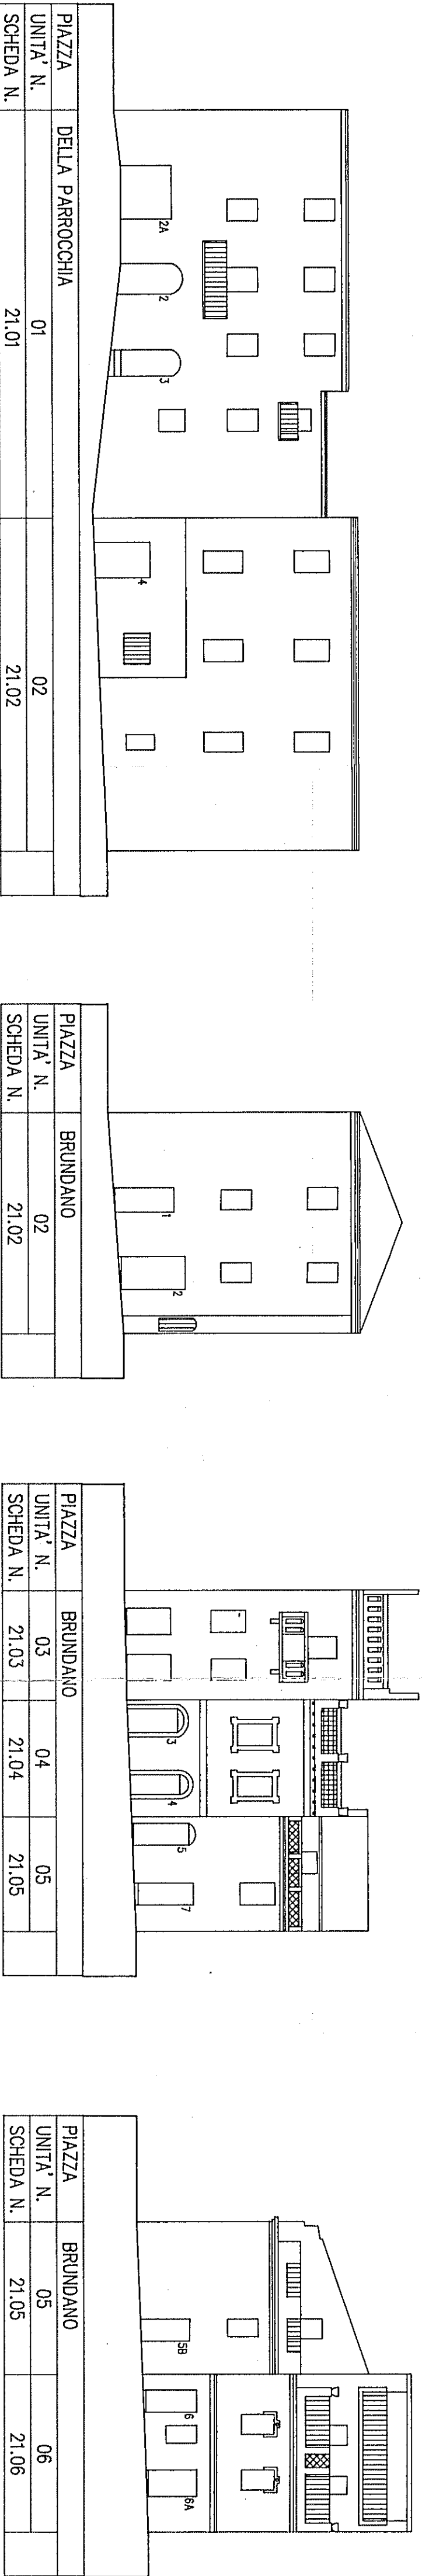 2A
2
3
4
PIAZZA DELLA PARROCCHIA
UNITA' N. 01 02
SCHEDA N. 21.01 21.02
1
2
PIAZZA BRUNDANO
UNITA' N. 02
SCHEDA N. 21.02
3
4
5
7
PIAZZA BRUNDANO
UNITA' N. 03 04 05
SCHEDA N. 21.03 21.04 21.05
5B
6
6A
PIAZZA BRUNDANO
UNITA' N. 05 06
SCHEDA N. 21.05 21.06